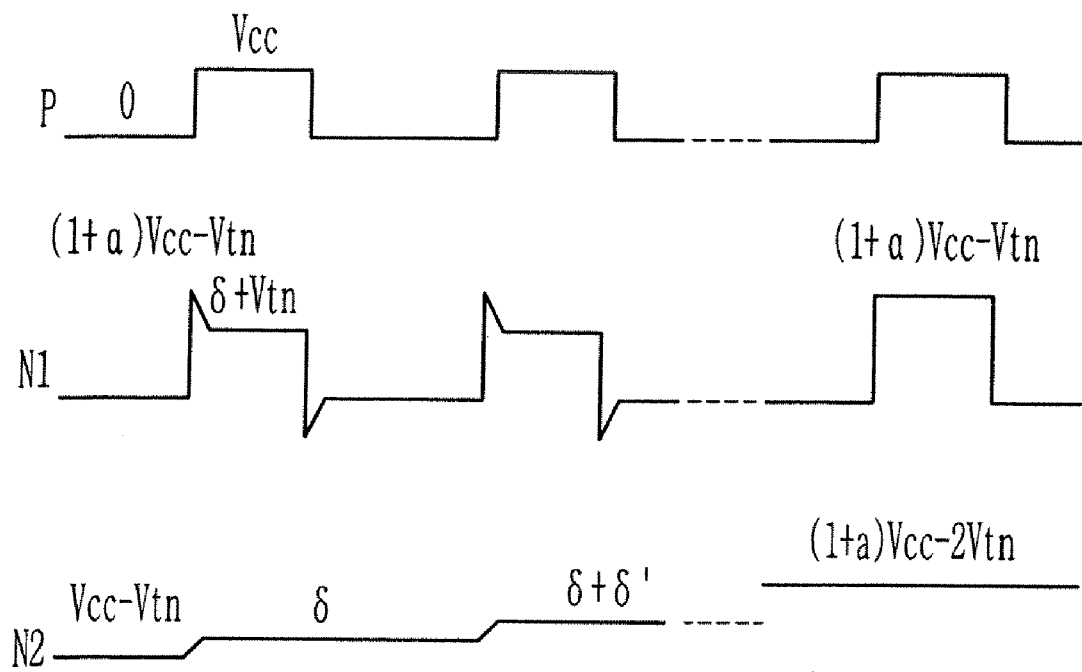 Vcc
P 0
(1+α)Vcc-Vtn (1+α)Vcc-Vtn
δ+Vtn
N1
(1+a)Vcc-2Vtn
Vcc-Vtn δ δ+δ'
N2